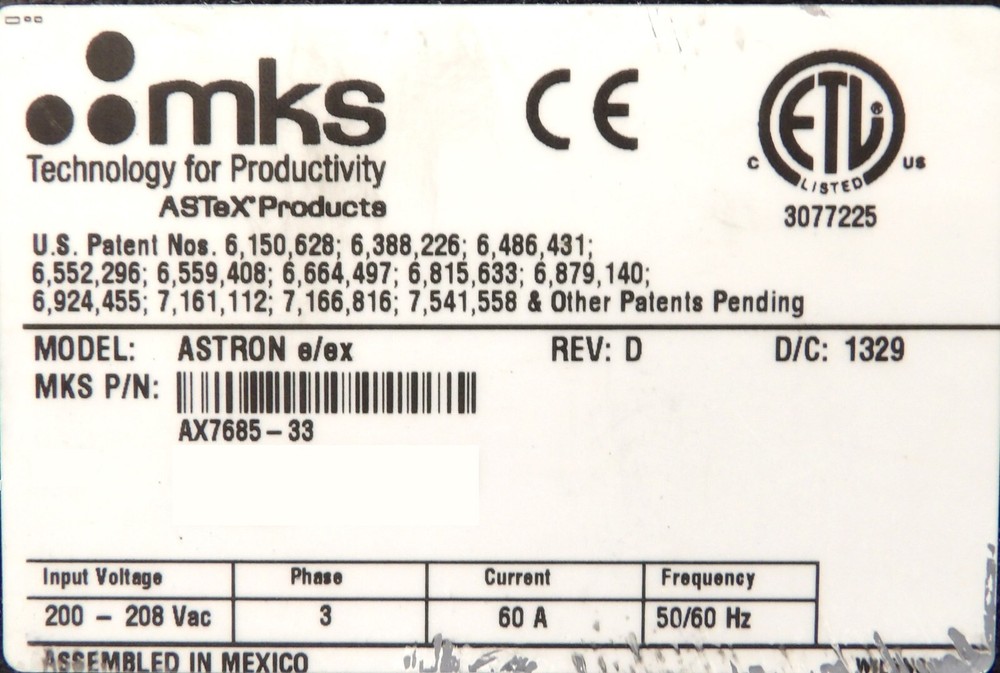 mks
Technology for Productivity
ASTeX® Products
CE
ETL®
C LISTED US
3077225
U.S. Patent Nos. 6,150,628; 6,388,226; 6,486,431;
6,552,296; 6,559,408; 6,664,497; 6,815,633; 6,879,140;
6,924,455; 7,161,112; 7,166,816; 7,541,558 & Other Patents Pending
MODEL: ASTRON e/ex REV: D D/C: 1329
MKS P/N:
AX7685-33
Input Voltage Phase Current Frequency
200 – 208 Vac 3 60 A 50/60 Hz
ASSEMBLED IN MEXICO